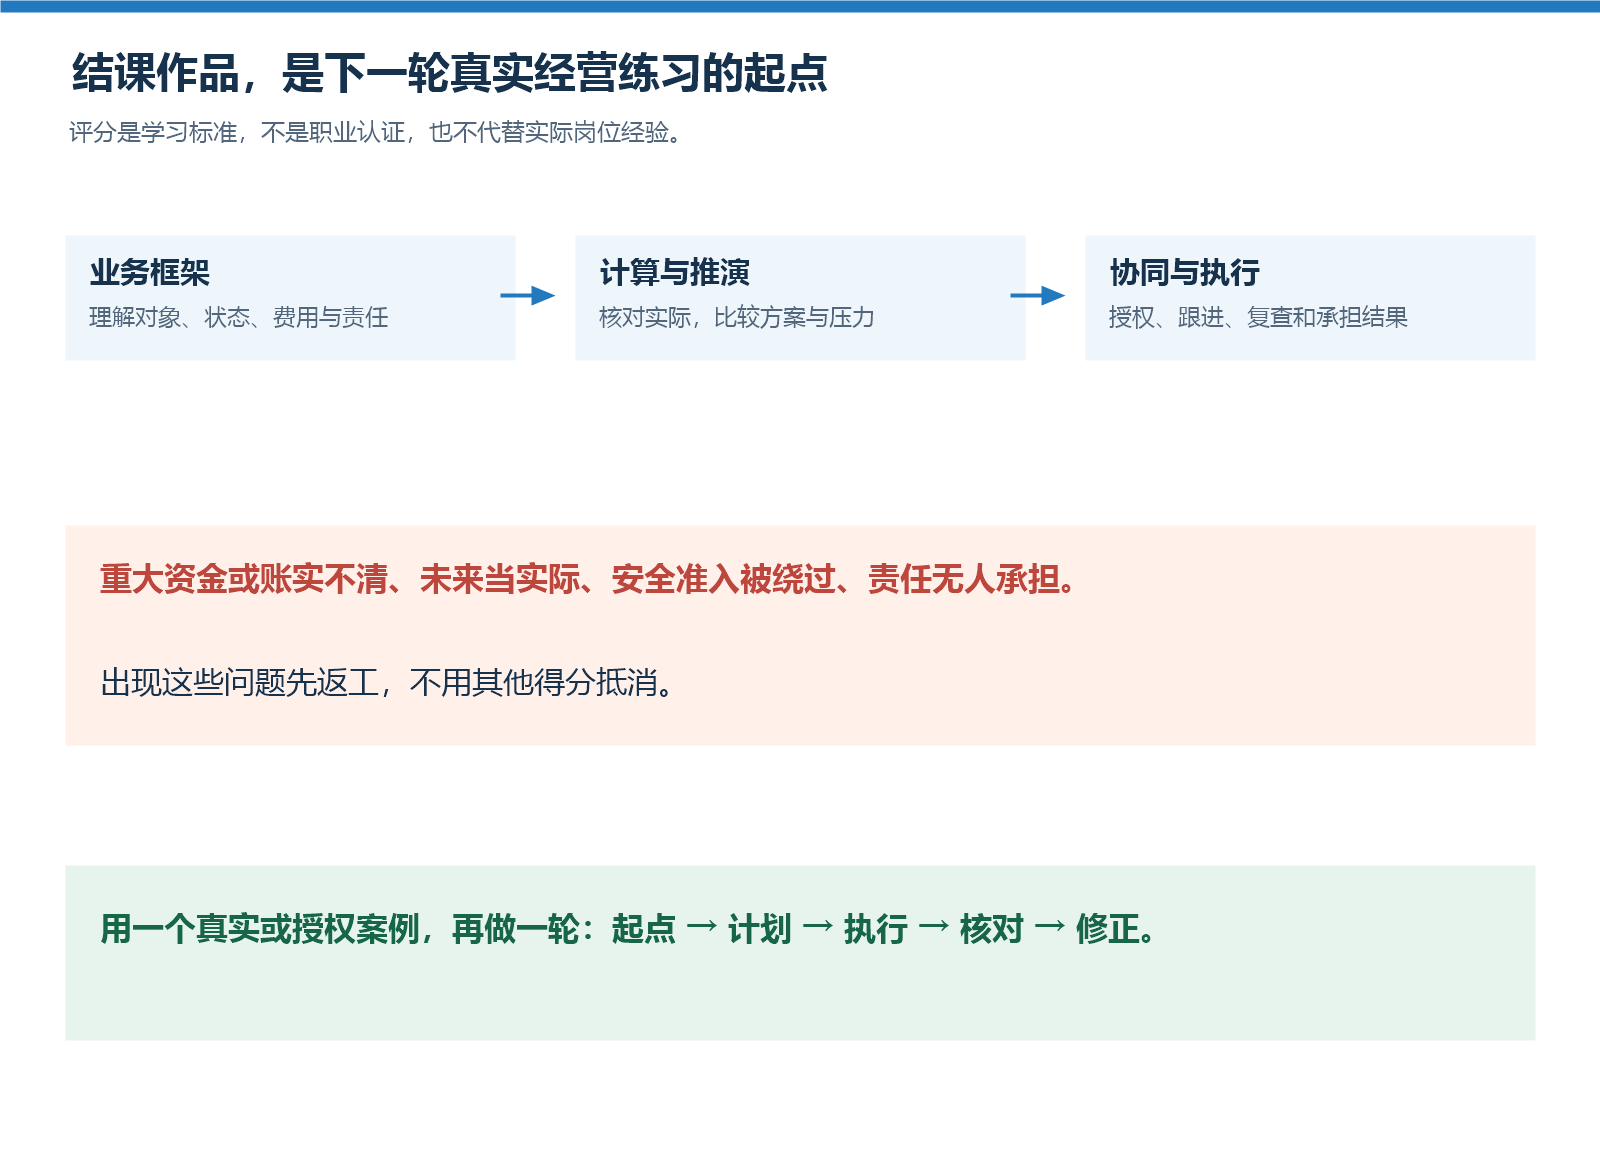 结课作品，是下一轮真实经营练习的起点
评分是学习标准，不是职业认证，也不代替实际岗位经验。
业务框架
理解对象、状态、费用与责任
计算与推演
核对实际，比较方案与压力
协同与执行
授权、跟进、复查和承担结果
重大资金或账实不清、未来当实际、安全准入被绕过、责任无人承担。
出现这些问题先返工，不用其他得分抵消。
用一个真实或授权案例，再做一轮：起点 → 计划 → 执行 → 核对 → 修正。